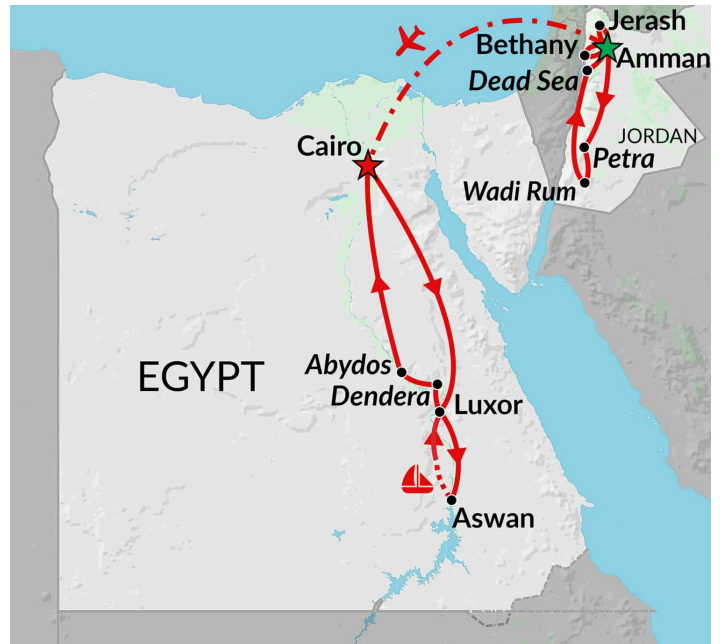 Jerash
Bethany
Amman
Dead Sea
Cairo
JORDAN
Petra
Wadi Rum
Abydos
EGYPT
Dendera
Luxor
Aswan